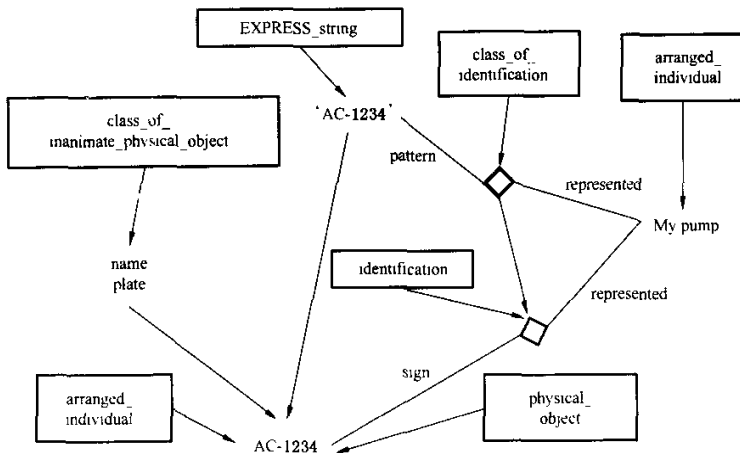 EXPRESS_string
class_of_
identification
arranged_
individual
class_of_
inanimate_physical_object
'AC-1234'
pattern
represented
My pump
name
plate
identification
represented
sign
arranged_
individual
physical_
object
AC-1234